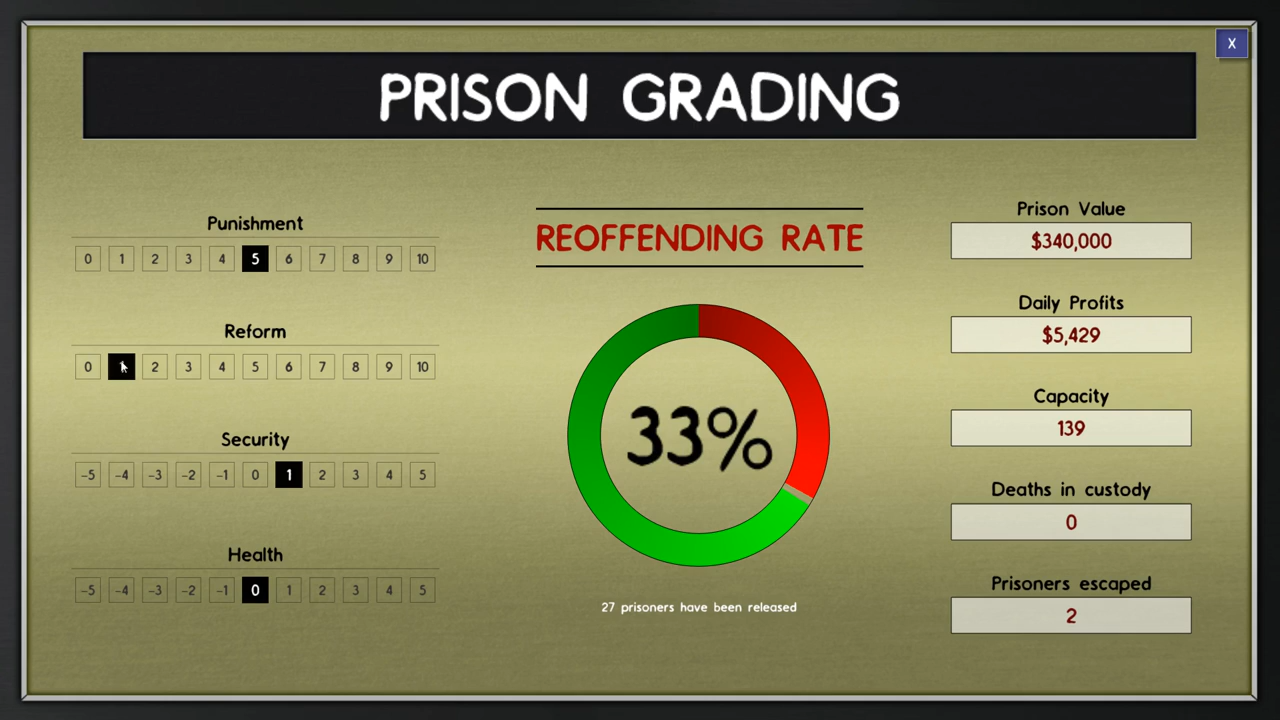 X
PRISON GRADING
Punishment
0 1 2 3 4 5 6 7 8 9 10
Reform
0 1 2 3 4 5 6 7 8 9 10
Security
-5 -4 -3 -2 -1 0 1 2 3 4 5
Health
-5 -4 -3 -2 -1 0 1 2 3 4 5
REOFFENDING RATE
33%
27 prisoners have been released
Prison Value
$340,000
Daily Profits
$5,429
Capacity
139
Deaths in custody
0
Prisoners escaped
2